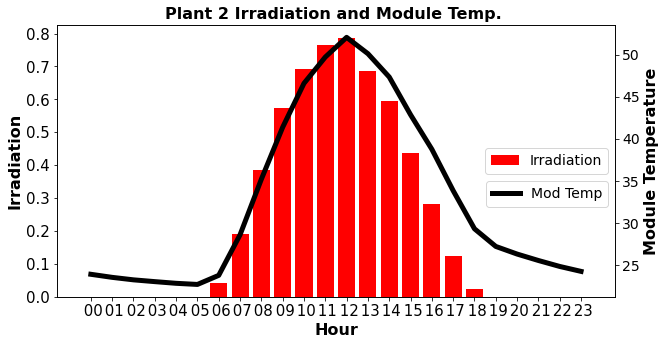 Plant 2 Irradiation and Module Temp.
0.8
0.7
0.6
0.5
0.4
0.3
0.2
0.1
0.0
Irradiation
50
45
40
35
30
25
Module Temperature
Irradiation
Mod Temp
00 01 02 03 04 05 06 07 08 09 10 11 12 13 14 15 16 17 18 19 20 21 22 23
Hour